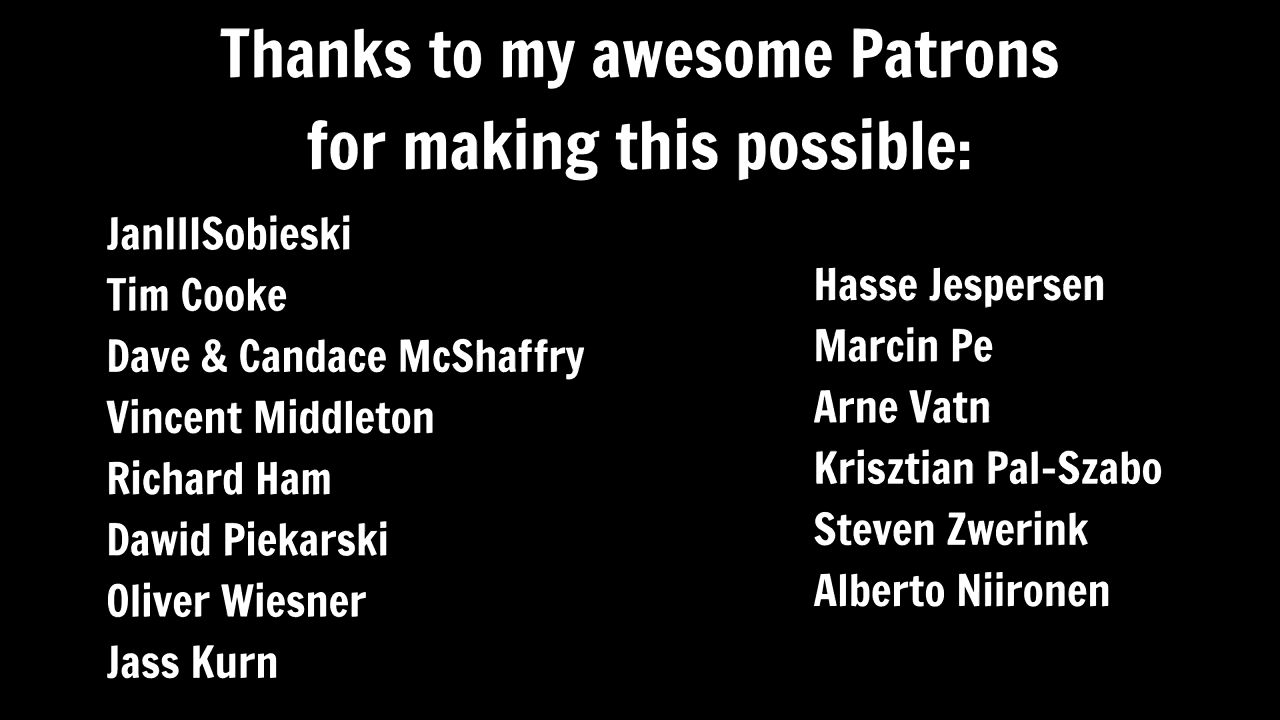 Thanks to my awesome Patrons
for making this possible:
JanIIISobieski
Tim Cooke
Dave & Candace McShaffry
Vincent Middleton
Richard Ham
Dawid Piekarski
Oliver Wiesner
Jass Kurn
Hasse Jespersen
Marcin Pe
Arne Vatn
Krisztian Pal-Szabo
Steven Zwerink
Alberto Niironen